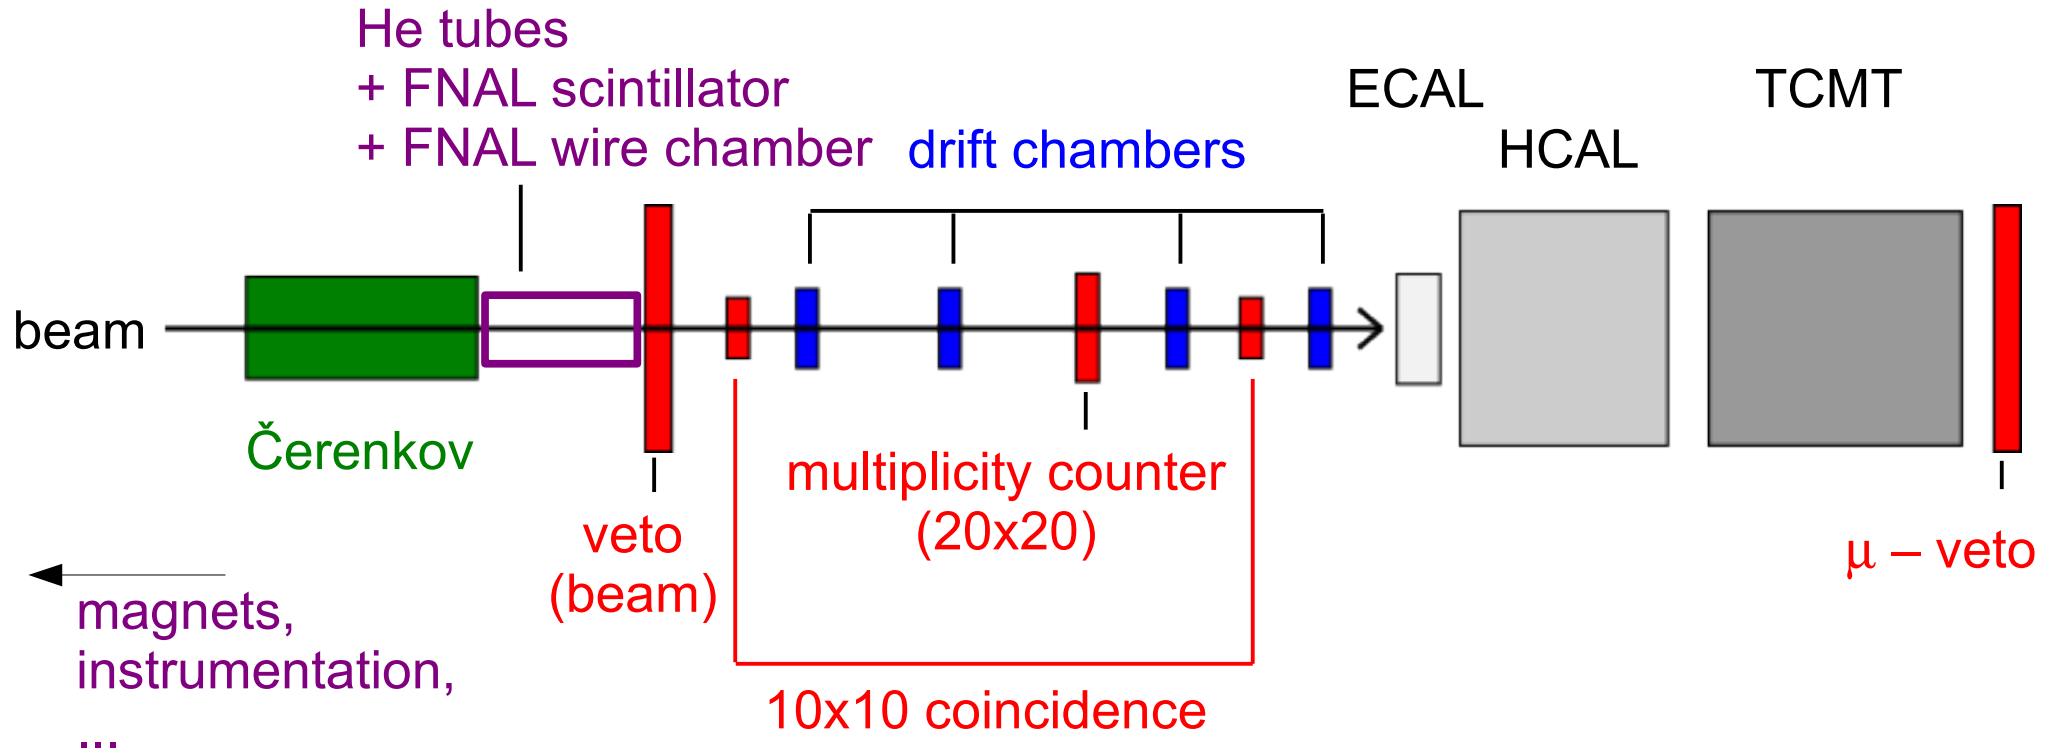 He tubes
+ FNAL scintillator
+ FNAL wire chamber
drift chambers
ECAL
HCAL
TCMT
beam
Čerenkov
veto
(beam)
multiplicity counter
(20x20)
μ – veto
magnets,
instrumentation,
...
10x10 coincidence